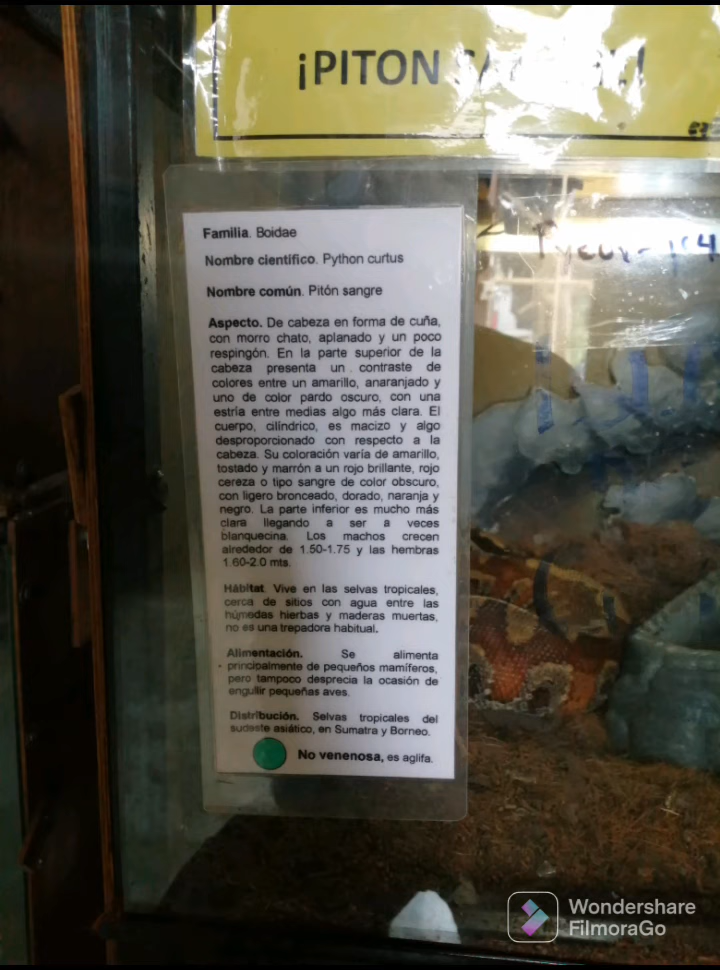 ¡PITON
Familia. Boidae
Nombre científico. Python curtus
Nombre común. Pitón sangre
Aspecto. De cabeza en forma de cuña,
con morro chato, aplanado y un poco
respingón. En la parte superior de la
cabeza presenta un contraste de
colores entre un amarillo, anaranjado y
uno de color pardo oscuro, con una
estría entre medias algo más clara. El
cuerpo, cilíndrico, es macizo y algo
desproporcionado con respecto a la
cabeza. Su coloración varía de amarillo,
tostado y marrón a un rojo brillante, rojo
cereza o tipo sangre de color obscuro,
con ligero bronceado, dorado, naranja y
negro. La parte inferior es mucho más
clara llegando a ser a veces
blanquecina. Los machos crecen
alrededor de 1.50-1.75 y las hembras
1.60-2.0 mts.
Hábitat. Vive en las selvas tropicales,
cerca de sitios con agua entre las
húmedas hierbas y maderas muertas,
no es una trepadora habitual.
Alimentación. Se alimenta
principalmente de pequeños mamíferos,
pero tampoco desprecia la ocasión de
engullir pequeñas aves.
Distribución. Selvas tropicales del
sudeste asiático, en Sumatra y Borneo.
No venenosa, es aglifa.
Wondershare
FilmoraGo